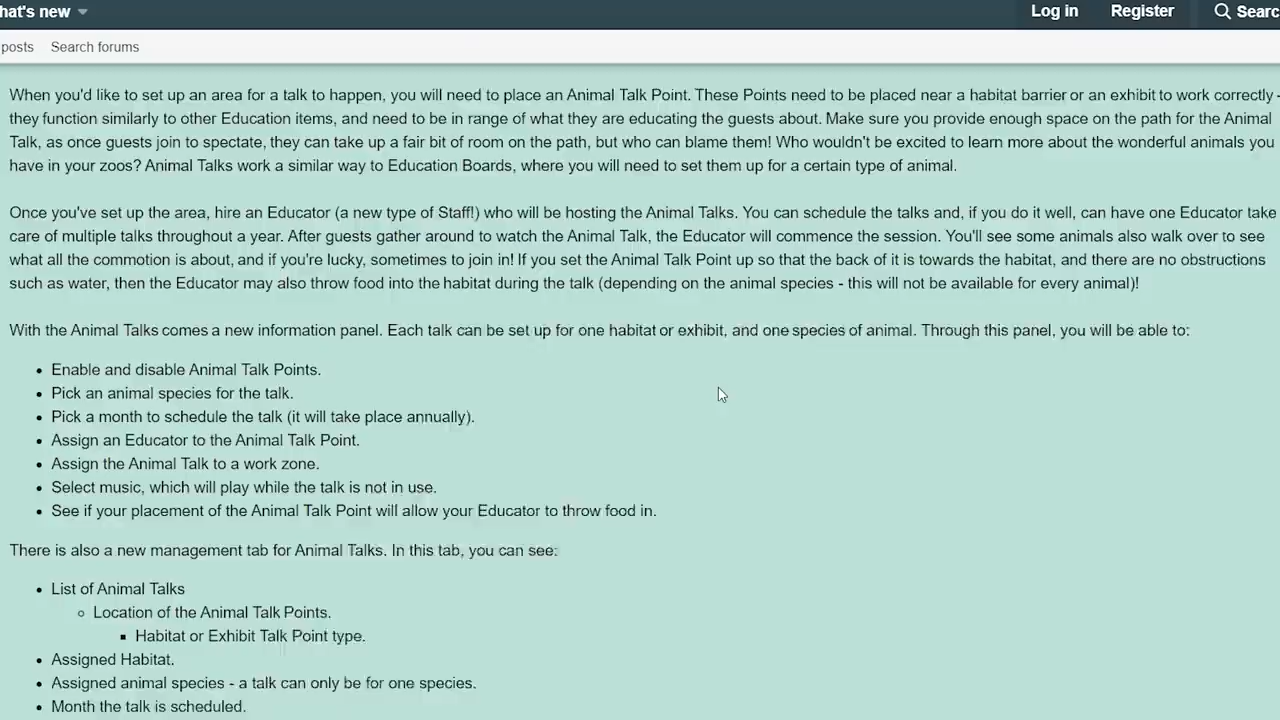 hat's new
Log in
Register
Searc
posts
Search forums
When you'd like to set up an area for a talk to happen, you will need to place an Animal Talk Point. These Points need to be placed near a habitat barrier or an exhibit to work correctly -
they function similarly to other Education items, and need to be in range of what they are educating the guests about. Make sure you provide enough space on the path for the Animal
Talk, as once guests join to spectate, they can take up a fair bit of room on the path, but who can blame them! Who wouldn't be excited to learn more about the wonderful animals you
have in your zoos? Animal Talks work a similar way to Education Boards, where you will need to set them up for a certain type of animal.
Once you've set up the area, hire an Educator (a new type of Staff!) who will be hosting the Animal Talks. You can schedule the talks and, if you do it well, can have one Educator take
care of multiple talks throughout a year. After guests gather around to watch the Animal Talk, the Educator will commence the session. You'll see some animals also walk over to see
what all the commotion is about, and if you're lucky, sometimes to join in! If you set the Animal Talk Point up so that the back of it is towards the habitat, and there are no obstructions
such as water, then the Educator may also throw food into the habitat during the talk (depending on the animal species - this will not be available for every animal)!
With the Animal Talks comes a new information panel. Each talk can be set up for one habitat or exhibit, and one species of animal. Through this panel, you will be able to:
• Enable and disable Animal Talk Points.
• Pick an animal species for the talk.
• Pick a month to schedule the talk (it will take place annually).
• Assign an Educator to the Animal Talk Point.
• Assign the Animal Talk to a work zone.
• Select music, which will play while the talk is not in use.
• See if your placement of the Animal Talk Point will allow your Educator to throw food in.
There is also a new management tab for Animal Talks. In this tab, you can see:
• List of Animal Talks
◦ Location of the Animal Talk Points.
▪ Habitat or Exhibit Talk Point type.
• Assigned Habitat.
• Assigned animal species - a talk can only be for one species.
• Month the talk is scheduled.